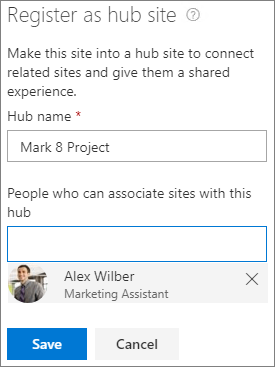 Register as hub site
Make this site into a hub site to connect
related sites and give them a shared
experience.
Hub name *
Mark 8 Project
People who can associate sites with this
hub
Alex Wilber
Marketing Assistant
Save Cancel